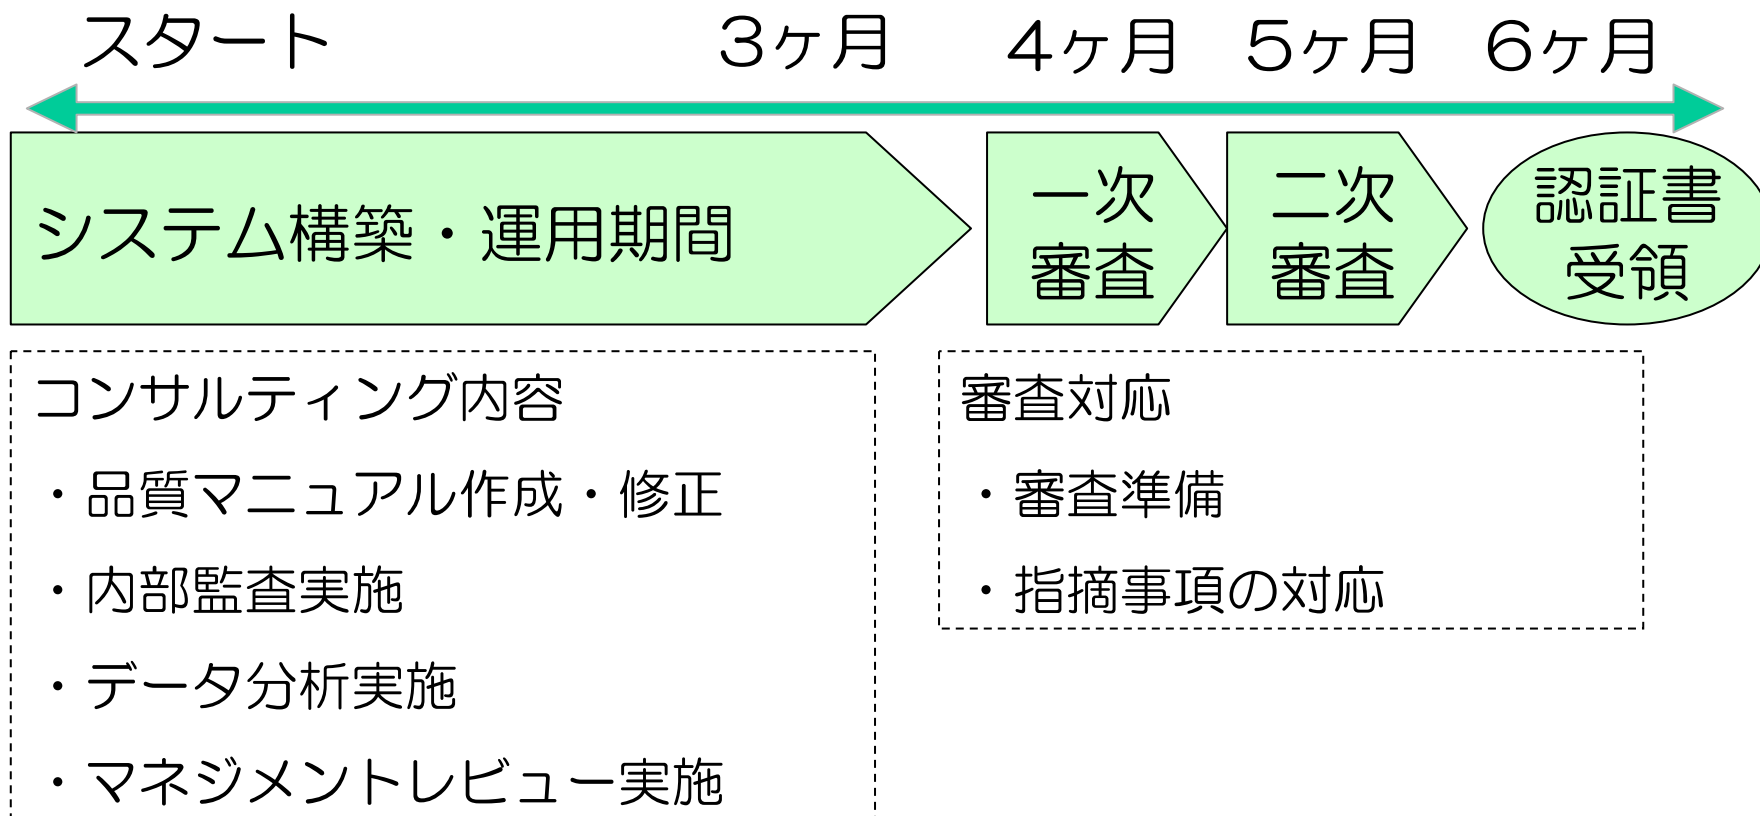 スタート 3ヶ月 4ヶ月 5ヶ月 6ヶ月
システム構築・運用期間
一次
審査
二次
審査
認証書
受領
コンサルティング内容
・品質マニュアル作成・修正
・内部監査実施
・データ分析実施
・マネジメントレビュー実施
審査対応
・審査準備
・指摘事項の対応